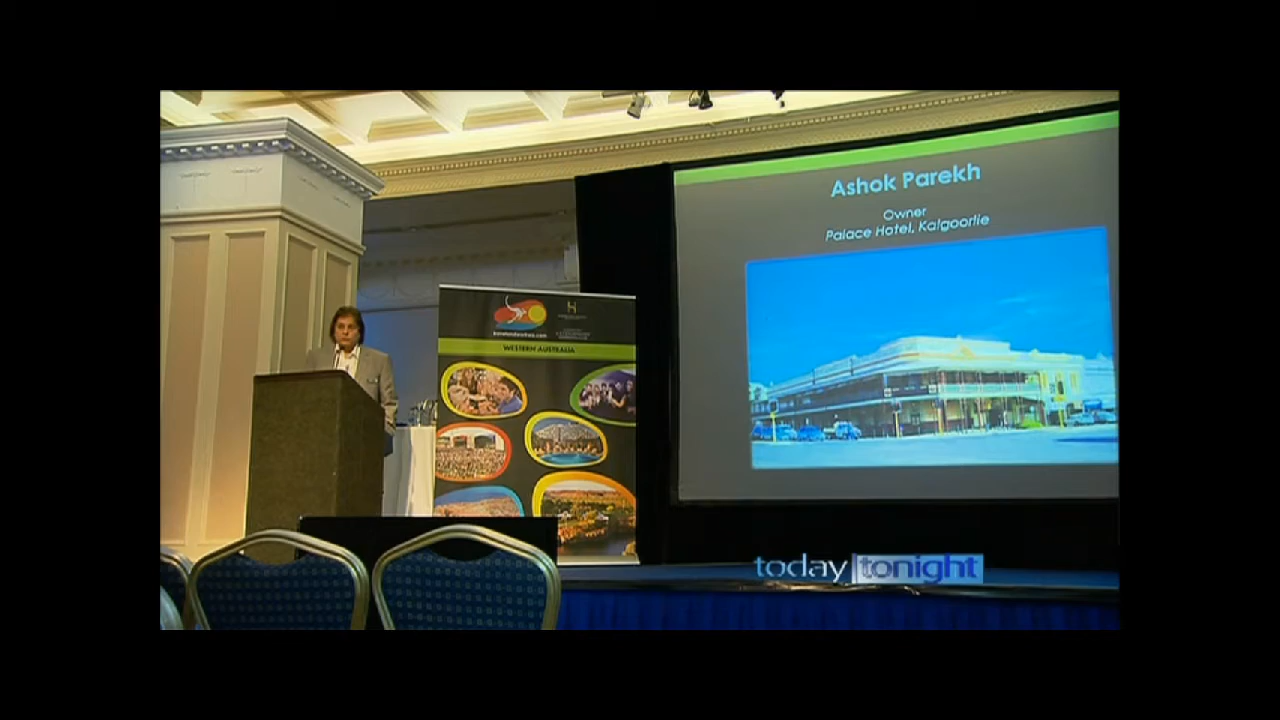 Ashok Parekh
Owner
Palace Hotel, Kalgoorlie
WESTERN AUSTRALIA
today tonight